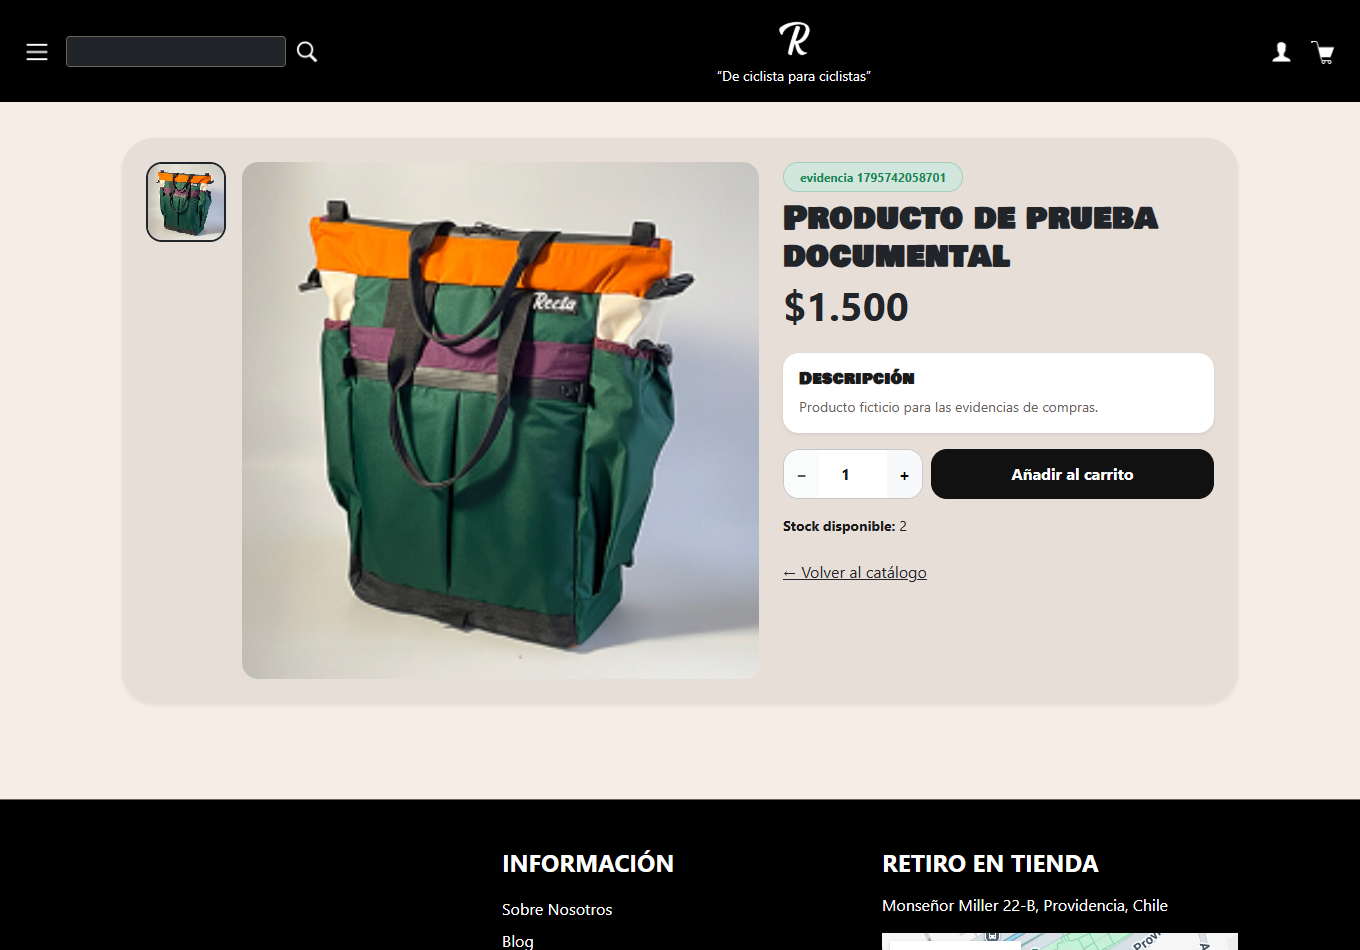 R
“De ciclista para ciclistas”
evidencia 1795742058701
Producto de prueba
documental
$1.500
Recta
Descripción
Producto ficticio para las evidencias de compras.
− 1 +
Añadir al carrito
Stock disponible: 2
← Volver al catálogo
INFORMACIÓN
Sobre Nosotros
Blog
RETIRO EN TIENDA
Monseñor Miller 22-B, Providencia, Chile